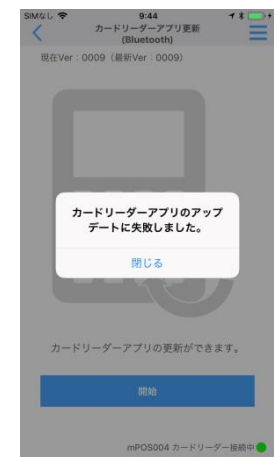 SIMなし 9:44
カードリーダーアプリ更新
(Bluetooth)
現在Ver：0009（最新Ver：0009）
カードリーダーアプリのアップ
デートに失敗しました。
閉じる
カードリーダーアプリの更新ができます。
開始
mPOS004 カードリーダー接続中